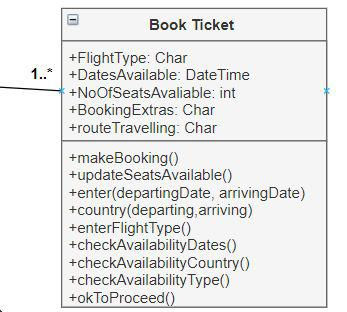 Book Ticket
+FlightType: Char
+DatesAvailable: DateTime
1..*
+NoOfSeatsAvaliable: int
+BookingExtras: Char
+routeTravelling: Char
+makeBooking()
+updateSeatsAvailable()
+enter(departingDate, arrivingDate)
+country(departing,arriving)
+enterFlightType()
+checkAvailabilityDates()
+checkAvailabilityCountry()
+checkAvailabilityType()
+okToProceed()